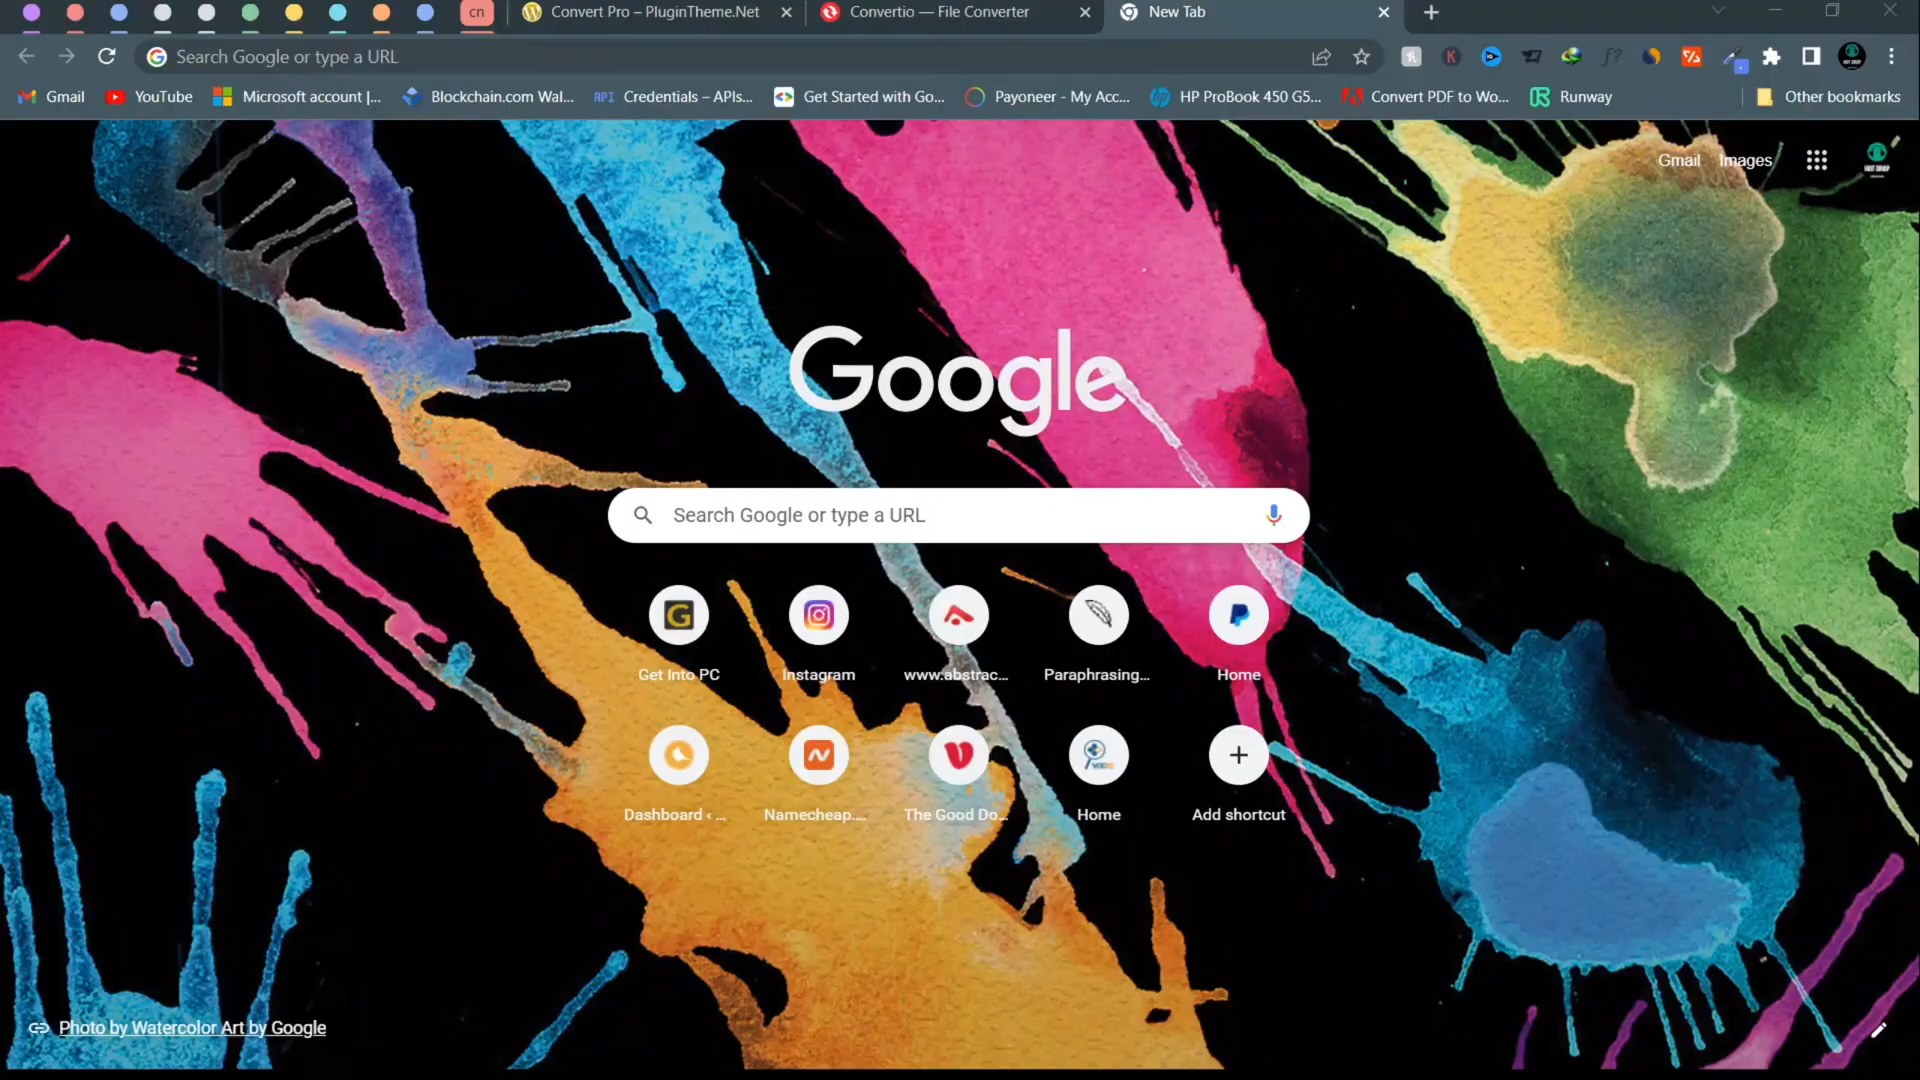 cn
Convert Pro – PluginTheme.Net
Convertio — File Converter
New Tab
Search Google or type a URL
Gmail
YouTube
Microsoft account |...
Blockchain.com Wal...
API
Credentials – APIs...
Get Started with Go...
Payoneer - My Acc...
HP ProBook 450 G5...
Convert PDF to Wo...
Runway
Other bookmarks
Gmail
Images
Google
Search Google or type a URL
Get Into PC
Instagram
www.abstrac...
Paraphrasing...
Home
Dashboard ‹ ...
Namecheap....
The Good Do...
Home
Add shortcut
Photo by Watercolor Art by Google